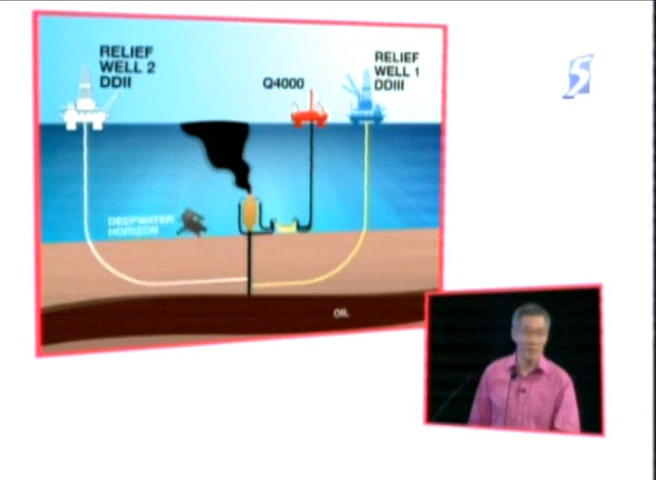 RELIEF
WELL 2
DDII
Q4000
RELIEF
WELL 1
DDIII
5
DEEPWATER
HORIZON
OIL